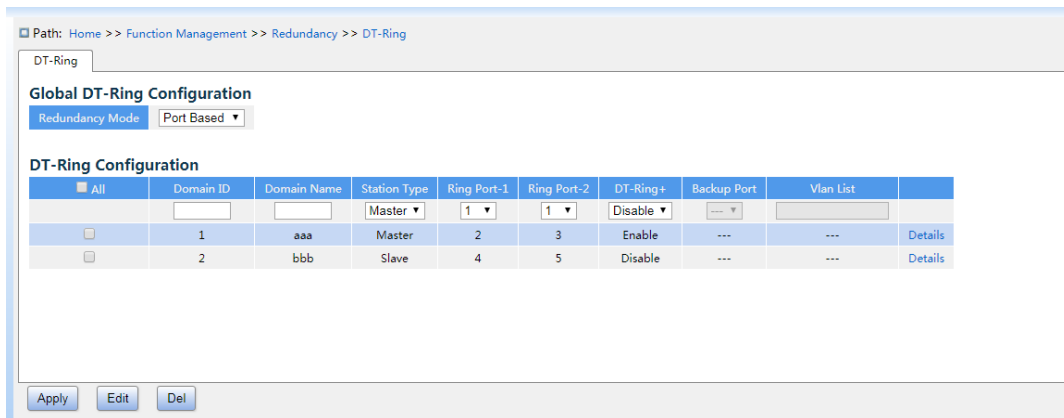 Path: Home >> Function Management >> Redundancy >> DT-Ring
DT-Ring
Global DT-Ring Configuration
Redundancy Mode Port Based
DT-Ring Configuration
All Domain ID Domain Name Station Type Ring Port-1 Ring Port-2 DT-Ring+ Backup Port Vlan List
Master 1 1 Disable ---
1 aaa Master 2 3 Enable --- --- Details
2 bbb Slave 4 5 Disable --- --- Details
Apply Edit Del